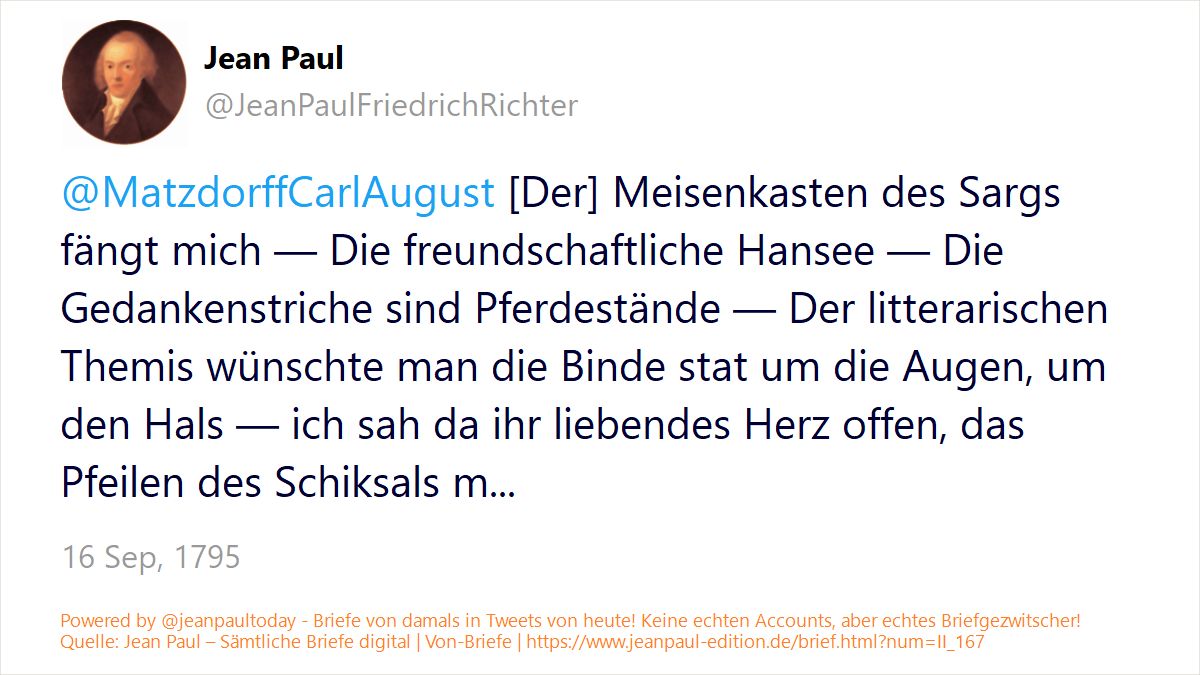 Jean Paul
@JeanPaulFriedrichRichter
@MatzdorffCarlAugust [Der] Meisenkasten des Sargs
fängt mich — Die freundschaftliche Hansee — Die
Gedankenstriche sind Pferdestände — Der litterarischen
Themis wünschte man die Binde stat um die Augen, um
den Hals — ich sah da ihr liebendes Herz offen, das
Pfeilen des Schiksals m...
16 Sep, 1795
Powered by @jeanpaultoday - Briefe von damals in Tweets von heute! Keine echten Accounts, aber echtes Briefgezwitscher!
Quelle: Jean Paul – Sämtliche Briefe digital | Von-Briefe | https://www.jeanpaul-edition.de/brief.html?num=II_167